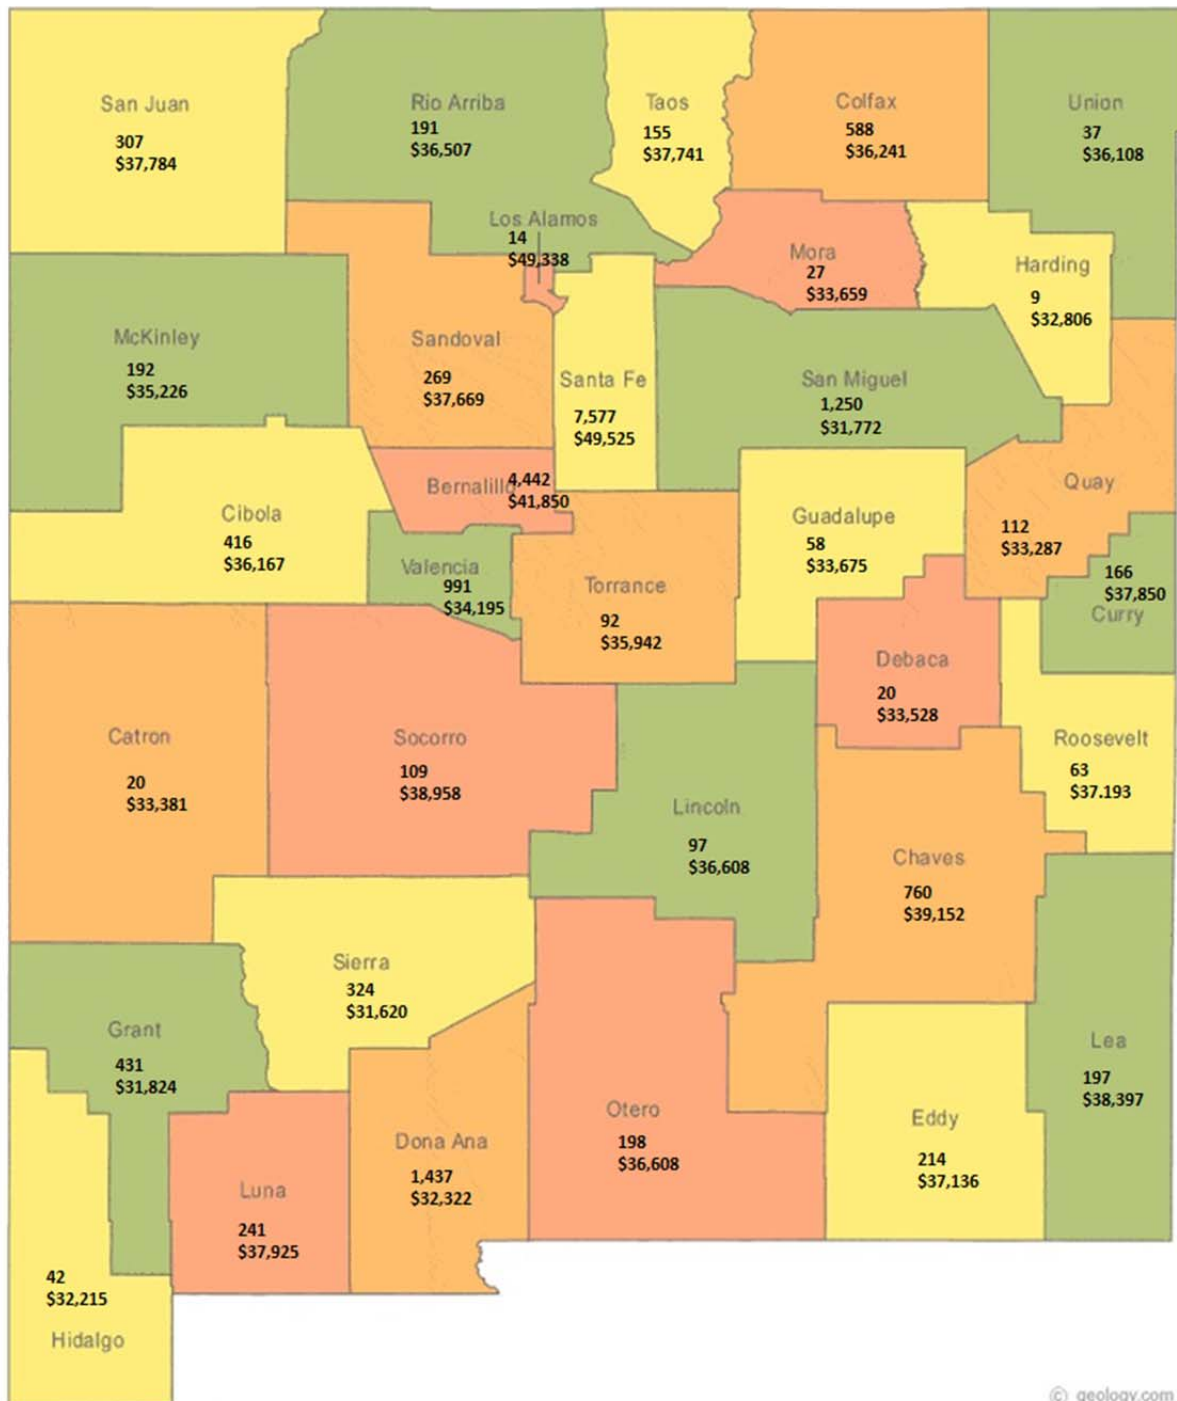 San Juan
307
$37,784
Rio Arriba
191
$36,507
Taos
155
$37,741
Colfax
588
$36,241
Union
37
$36,108
Los Alamos
14
$49,338
Mora
27
$33,659
Harding
9
$32,806
McKinley
192
$35,226
Sandoval
269
$37,669
Santa Fe
7,577
$49,525
San Miguel
1,250
$31,772
Quay
112
$33,287
Bernalillo
4,442
$41,850
Cibola
416
$36,167
Valencia
991
$34,195
Guadalupe
58
$33,675
Torrance
92
$35,942
166
$37,850
Curry
Debaca
20
$33,528
Catron
20
$33,381
Socorro
109
$38,958
Lincoln
97
$36,608
Roosevelt
63
$37.193
Chaves
760
$39,152
Sierra
324
$31,620
Grant
431
$31,824
Lea
197
$38,397
Otero
198
$36,608
Eddy
214
$37,136
Dona Ana
1,437
$32,322
Luna
241
$37,925
42
$32,215
Hidalgo
© geology.com